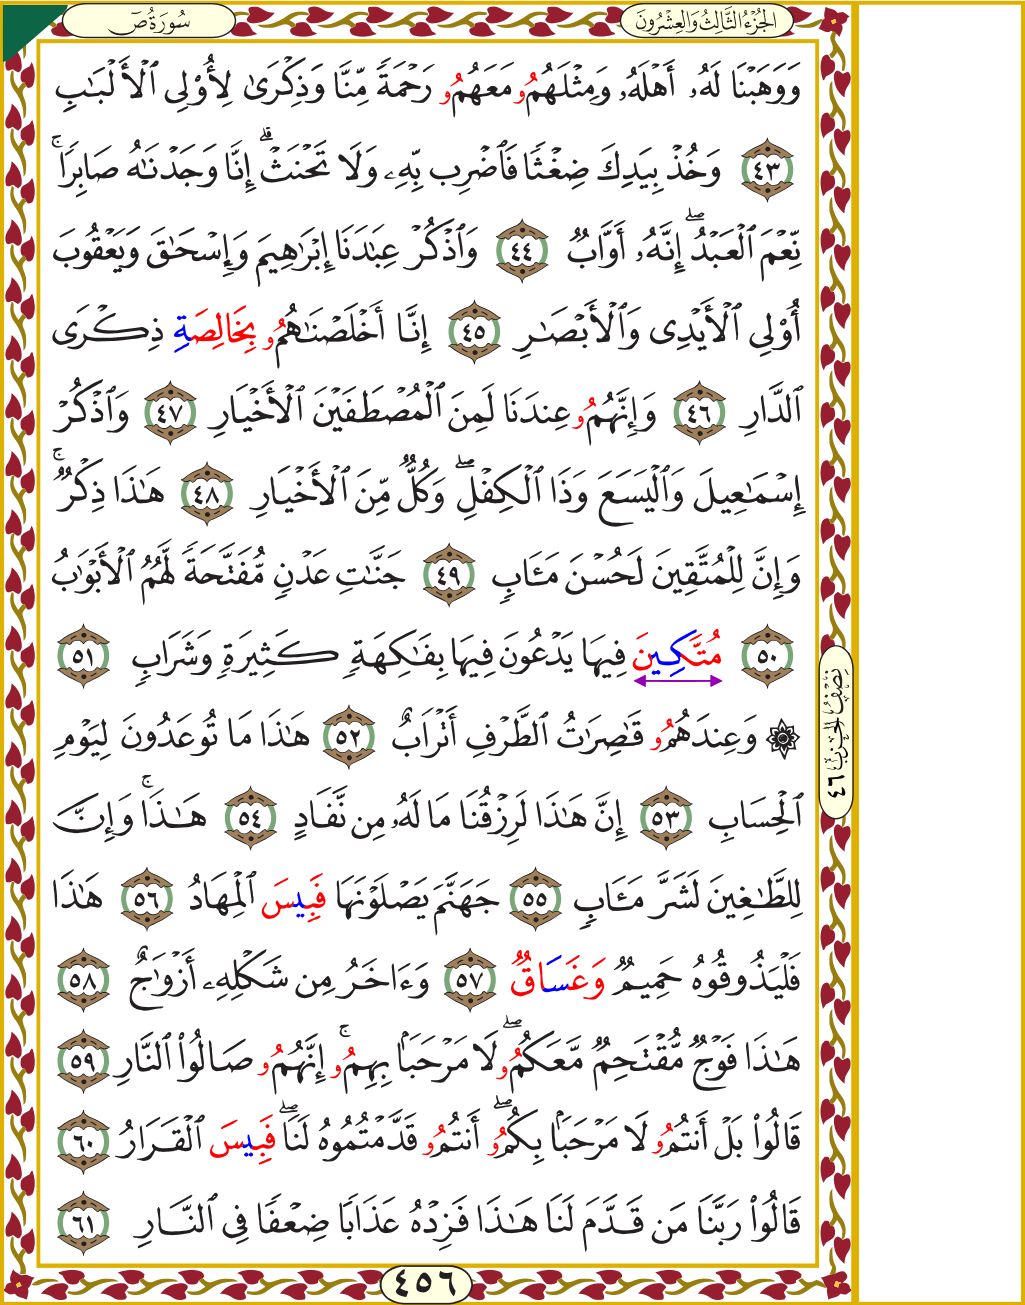 سُورَةُ صٓ
الجُزْءُ الثَّالِثُ وَالعِشْرُونَ
وَوَهَبْنَا لَهُۥٓ أَهْلَهُۥ وَمِثْلَهُمُۥ مَعَهُمُۥ رَحْمَةً مِّنَّا وَذِكْرَىٰ لِأُو۟لِى ٱلْأَلْبَٰبِ
٤٣ وَخُذْ بِيَدِكَ ضِغْثًا فَٱضْرِب بِّهِۦ وَلَا تَحْنَثْ ۗ إِنَّا وَجَدْنَٰهُ صَابِرًا ۚ
نِّعْمَ ٱلْعَبْدُ ۖ إِنَّهُۥٓ أَوَّابٌ ٤٤ وَٱذْكُرْ عِبَٰدَنَا إِبْرَٰهِيمَ وَإِسْحَٰقَ وَيَعْقُوبَ
أُو۟لِى ٱلْأَيْدِى وَٱلْأَبْصَٰرِ ٤٥ إِنَّا أَخْلَصْنَٰهُمُۥ بِخَالِصَةِ ذِكْرَى
ٱلدَّارِ ٤٦ وَإِنَّهُمُۥ عِندَنَا لَمِنَ ٱلْمُصْطَفَيْنَ ٱلْأَخْيَارِ ٤٧ وَٱذْكُرْ
إِسْمَٰعِيلَ وَٱلْيَسَعَ وَذَا ٱلْكِفْلِ ۖ وَكُلٌّ مِّنَ ٱلْأَخْيَارِ ٤٨ هَٰذَا ذِكْرٌ ۚ
وَإِنَّ لِلْمُتَّقِينَ لَحُسْنَ مَـَٔابٍ ٤٩ جَنَّٰتِ عَدْنٍ مُّفَتَّحَةً لَّهُمُ ٱلْأَبْوَٰبُ
٥٠ مُتَّكِينَ فِيهَا يَدْعُونَ فِيهَا بِفَٰكِهَةٍ كَثِيرَةٍ وَشَرَابٍ ٥١
۞ وَعِندَهُمُۥ قَٰصِرَٰتُ ٱلطَّرْفِ أَتْرَابٌ ٥٢ هَٰذَا مَا تُوعَدُونَ لِيَوْمِ
ٱلْحِسَابِ ٥٣ إِنَّ هَٰذَا لَرِزْقُنَا مَا لَهُۥ مِن نَّفَادٍ ٥٤ هَٰذَا ۚ وَإِنَّ
لِلطَّٰغِينَ لَشَرَّ مَـَٔابٍ ٥٥ جَهَنَّمَ يَصْلَوْنَهَا فَبِيسَ ٱلْمِهَادُ ٥٦ هَٰذَا
فَلْيَذُوقُوهُ حَمِيمٌ وَغَسَاقٌ ٥٧ وَءَاخَرُ مِن شَكْلِهِۦٓ أَزْوَٰجٌ ٥٨
هَٰذَا فَوْجٌ مُّقْتَحِمٌ مَّعَكُمُۥ ۖ لَا مَرْحَبًۢا بِهِمُۥ ۚ إِنَّهُمُۥ صَالُوا۟ ٱلنَّارِ ٥٩
قَالُوا۟ بَلْ أَنتُمُۥ لَا مَرْحَبًۢا بِكُمُۥ ۖ أَنتُمُۥ قَدَّمْتُمُوهُ لَنَا ۖ فَبِيسَ ٱلْقَرَارُ ٦٠
قَالُوا۟ رَبَّنَا مَن قَدَّمَ لَنَا هَٰذَا فَزِدْهُ عَذَابًا ضِعْفًا فِى ٱلنَّارِ ٦١
٤٥٦
نِصْفُ الحِزْب ٤٦